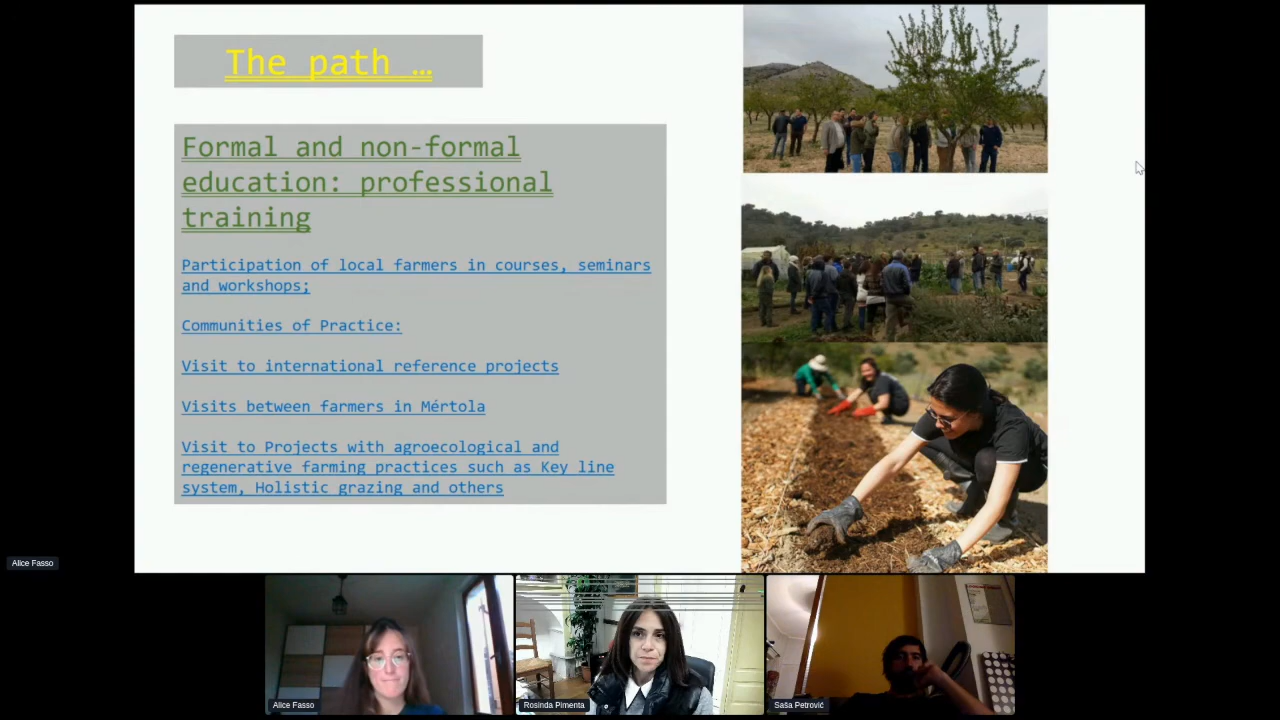 The path …
Formal and non-formal
education: professional
training
Participation of local farmers in courses, seminars
and workshops;
Communities of Practice:
Visit to international reference projects
Visits between farmers in Mértola
Visit to Projects with agroecological and
regenerative farming practices such as Key line
system, Holistic grazing and others
Alice Fasso
Alice Fasso
Rosinda Pimenta
Saša Petrović